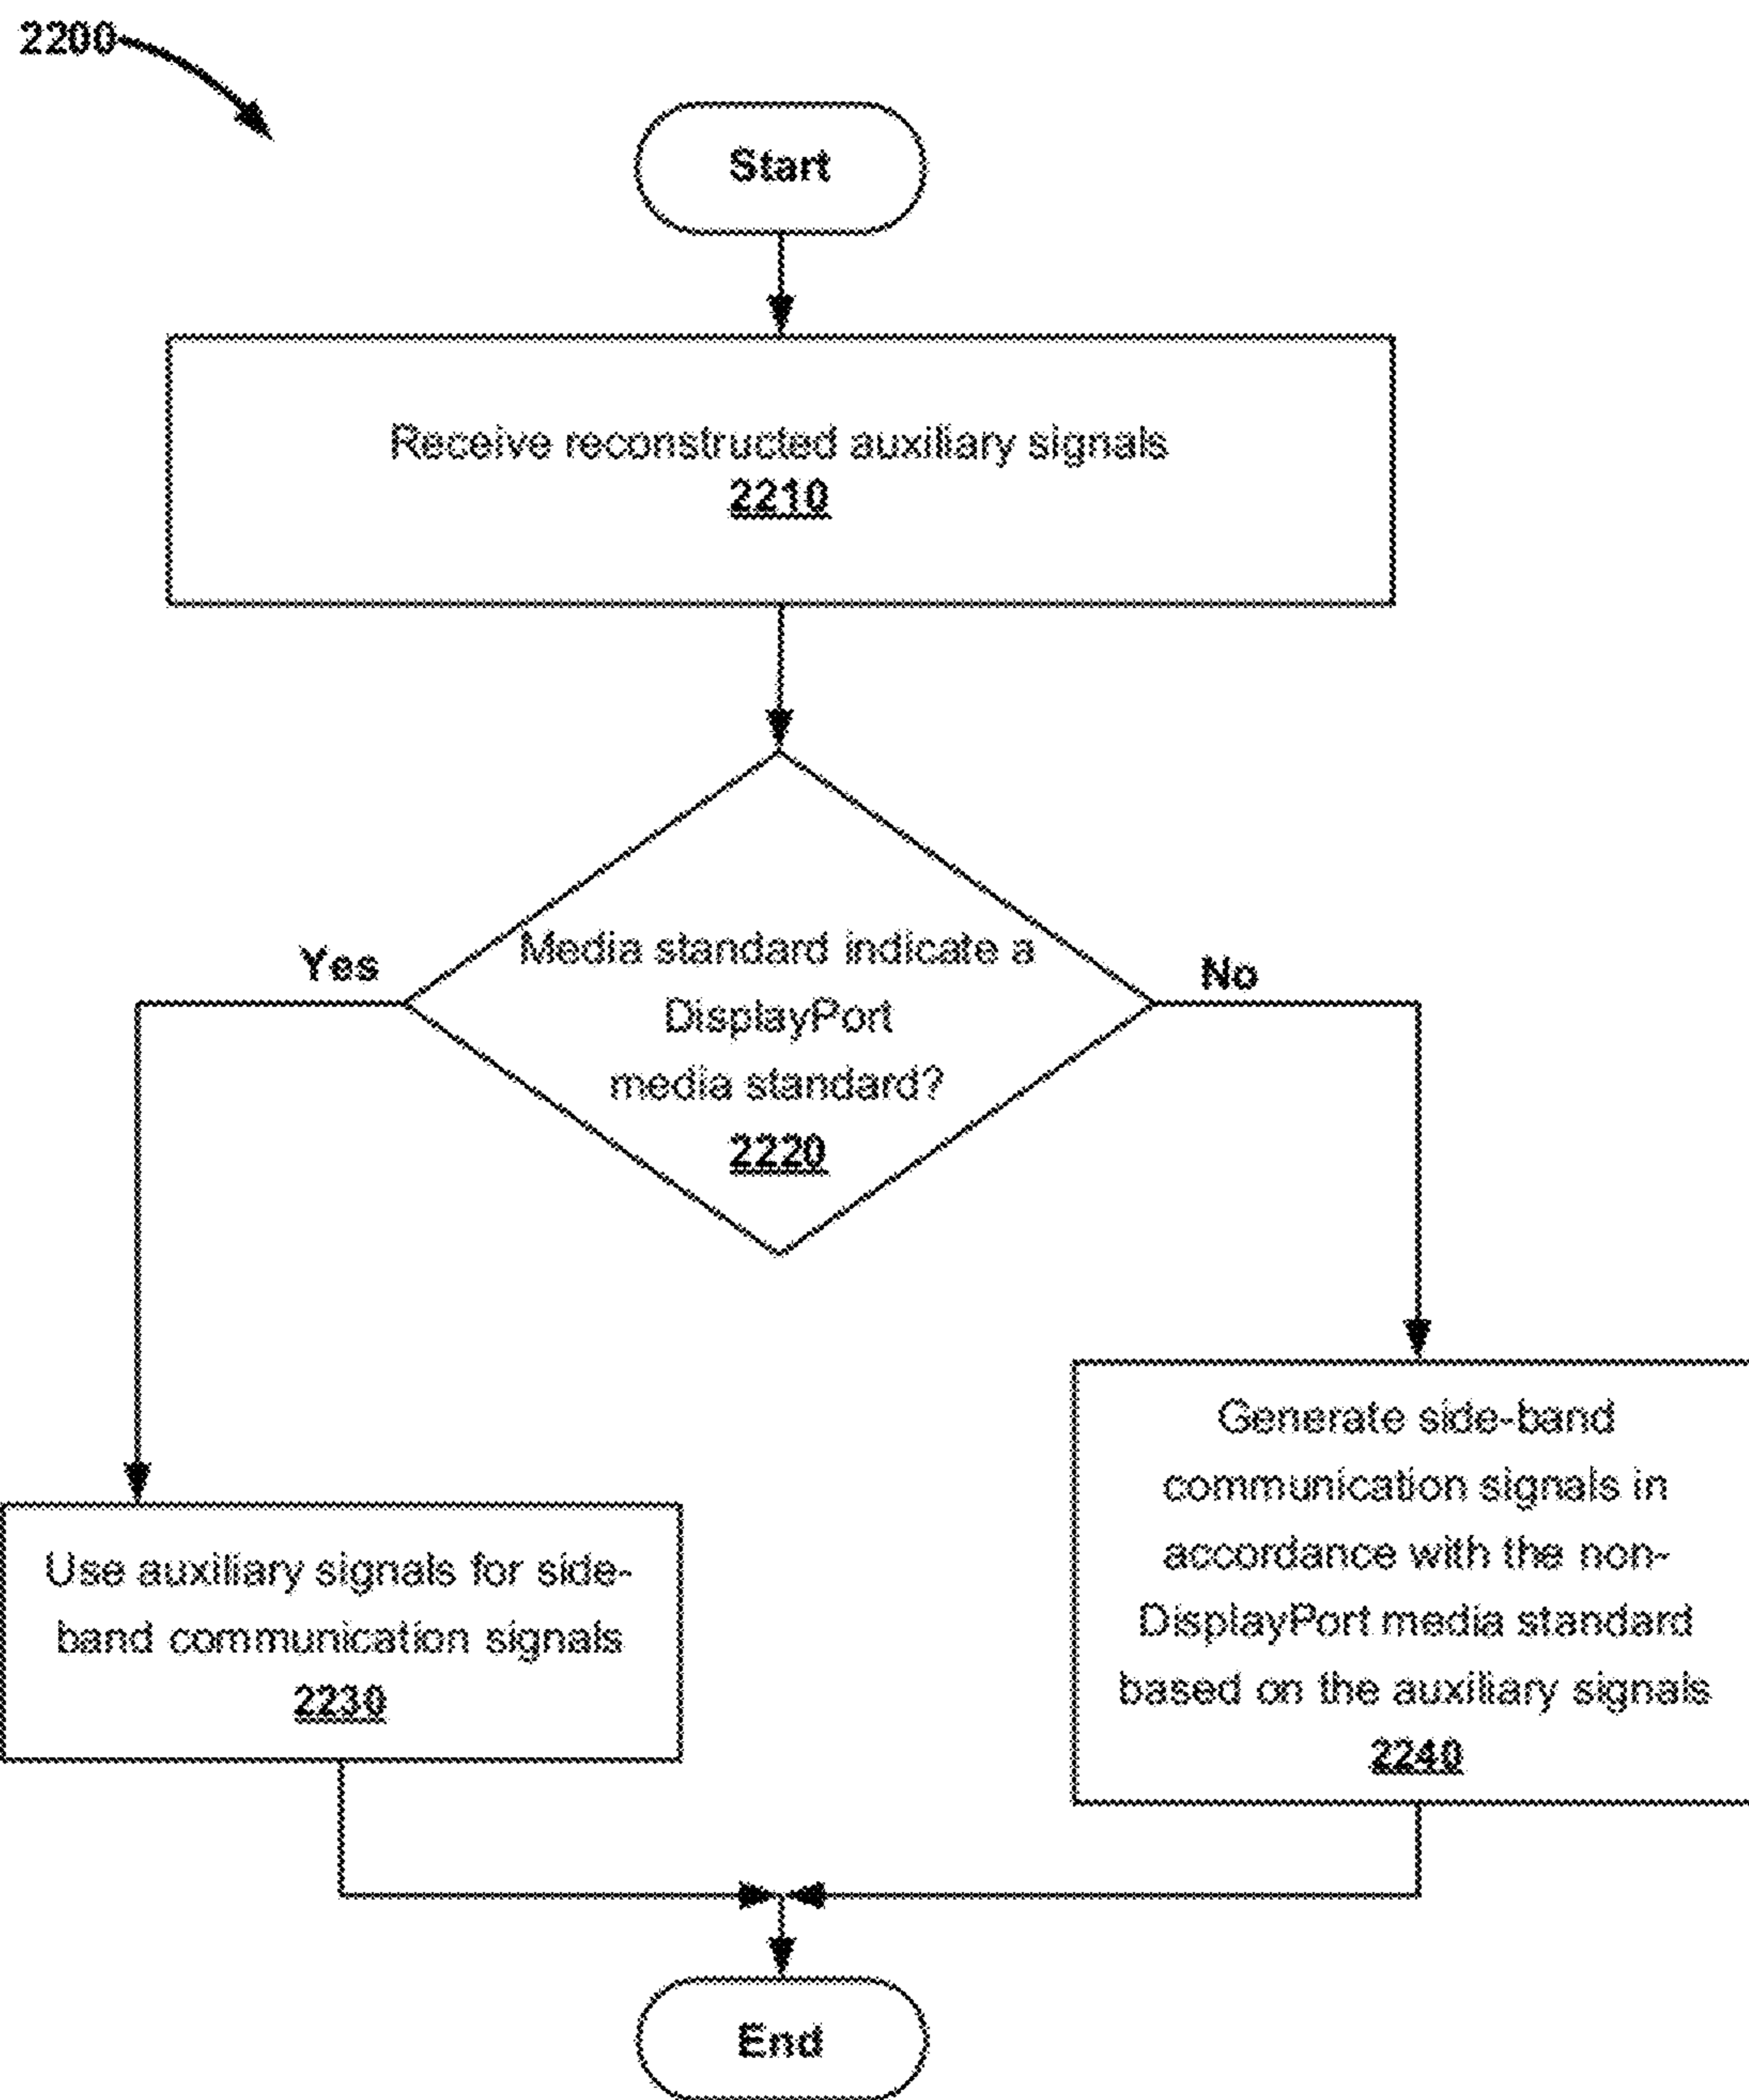 2200
Start
Receive reconstructed auxiliary signals
2210
Yes
Media standard indicate a
DisplayPort
media standard?
2220
No
Use auxiliary signals for side-
band communication signals
2230
Generate side-band
communication signals in
accordance with the non-
DisplayPort media standard
based on the auxiliary signals
2240
End